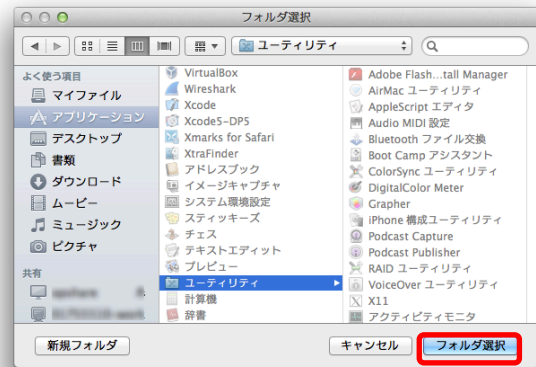 フォルダ選択
ユーティリティ
よく使う項目
マイファイル
アプリケーション
デスクトップ
書類
ダウンロード
ムービー
ミュージック
ピクチャ
共有
VirtualBox
Wireshark
Xcode
Xcode5-DP5
Xmarks for Safari
XtraFinder
アドレスブック
イメージキャプチャ
システム環境設定
スティッキーズ
チェス
テキストエディット
プレビュー
ユーティリティ
計算機
辞書
Adobe Flash...tall Manager
AirMac ユーティリティ
AppleScript エディタ
Audio MIDI 設定
Bluetooth ファイル交換
Boot Camp アシスタント
ColorSync ユーティリティ
DigitalColor Meter
Grapher
iPhone 構成ユーティリティ
Podcast Capture
Podcast Publisher
RAID ユーティリティ
VoiceOver ユーティリティ
X11
アクティビティモニタ
新規フォルダ
キャンセル
フォルダ選択